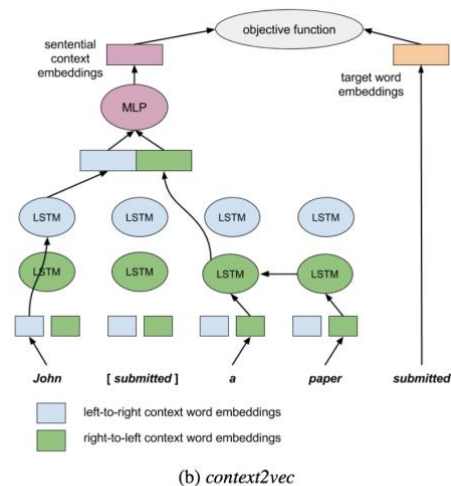 objective function
sentential
context
embeddings
target word
embeddings
MLP
LSTM LSTM LSTM LSTM
LSTM LSTM LSTM LSTM
John [ submitted ] a paper submitted
left-to-right context word embeddings
right-to-left context word embeddings
(b) context2vec